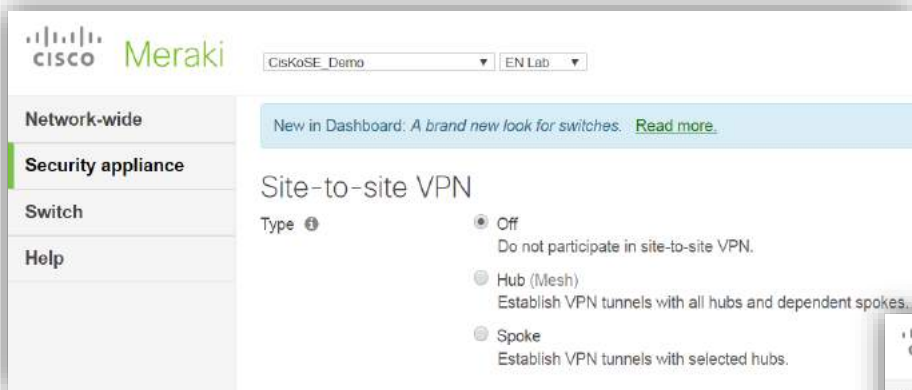 CISCO Meraki
CisKoSE_Demo ▼ EN Lab ▼
Network-wide
Security appliance
Switch
Help
New in Dashboard: A brand new look for switches. Read more.
Site-to-site VPN
Type
Off
Do not participate in site-to-site VPN.
Hub (Mesh)
Establish VPN tunnels with all hubs and dependent spokes.
Spoke
Establish VPN tunnels with selected hubs.